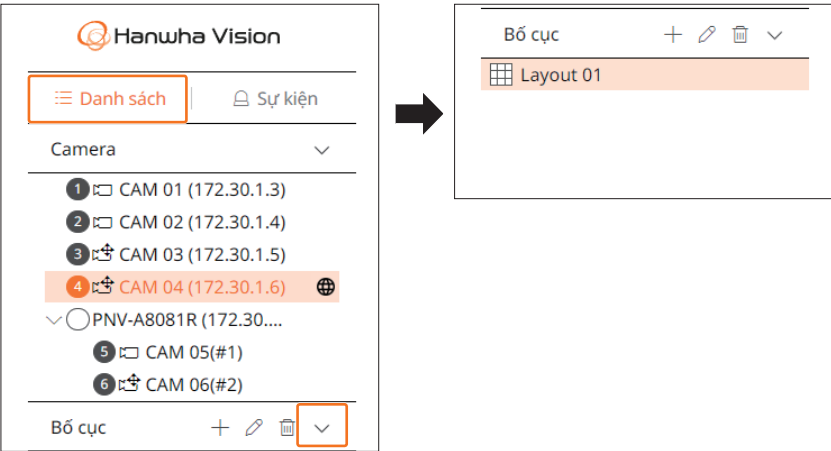 Hanwha Vision
Danh sách
Sự kiện
Camera
1 CAM 01 (172.30.1.3)
2 CAM 02 (172.30.1.4)
3 CAM 03 (172.30.1.5)
4 CAM 04 (172.30.1.6)
PNV-A8081R (172.30....
5 CAM 05(#1)
6 CAM 06(#2)
Bố cục
Bố cục
Layout 01